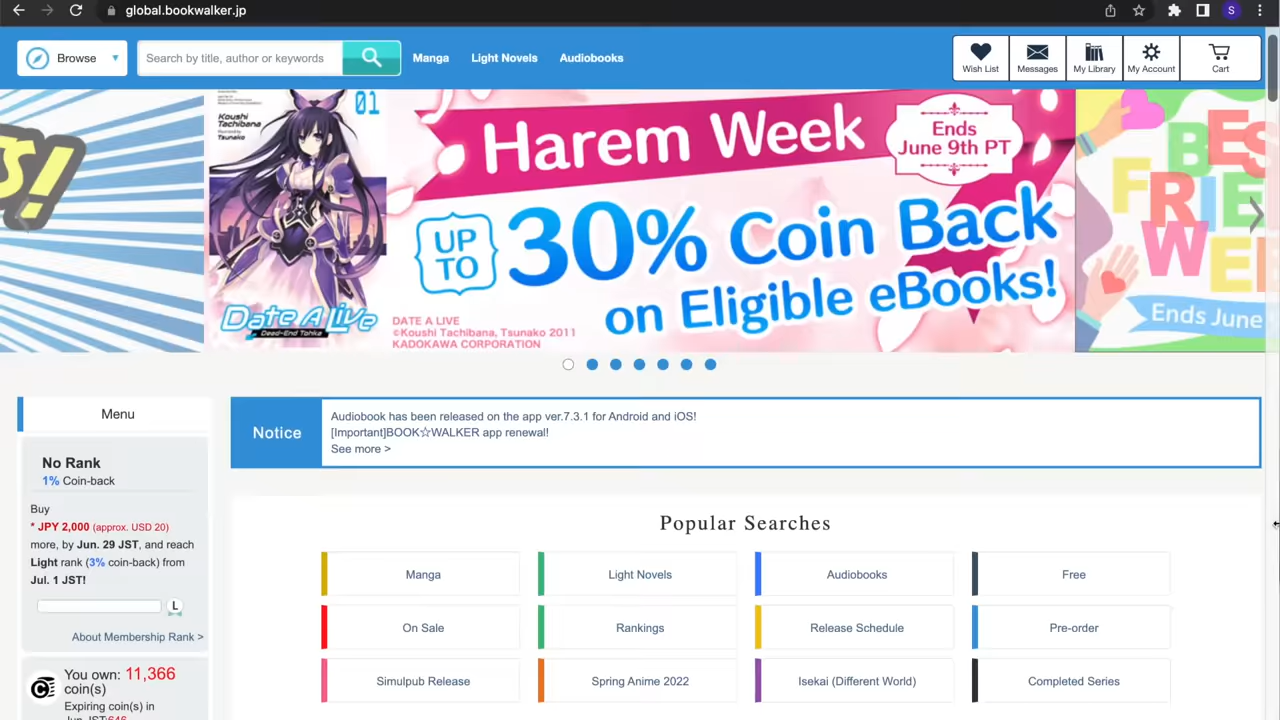 global.bookwalker.jp
S
Browse
Search by title, author or keywords
Manga
Light Novels
Audiobooks
Wish List
Messages
My Library
My Account
Cart
S!
Koushi
Tachibana
Tsunako
01
Date A Live
Dead-End Tohka
Harem Week
Ends
June 9th PT
UP
TO
30% Coin Back
on Eligible eBooks!
DATE A LIVE
©Koushi Tachibana, Tsunako 2011
KADOKAWA CORPORATION
BES
FRIE
WE
Ends June
Menu
No Rank
1% Coin-back
Buy
* JPY 2,000 (approx. USD 20)
more, by Jun. 29 JST, and reach
Light rank (3% coin-back) from
Jul. 1 JST!
L
About Membership Rank >
You own: 11,366
coin(s)
Expiring coin(s) in
Jun JST:646
Notice
Audiobook has been released on the app ver.7.3.1 for Android and iOS!
[Important]BOOK☆WALKER app renewal!
See more >
Popular Searches
Manga
Light Novels
Audiobooks
Free
On Sale
Rankings
Release Schedule
Pre-order
Simulpub Release
Spring Anime 2022
Isekai (Different World)
Completed Series